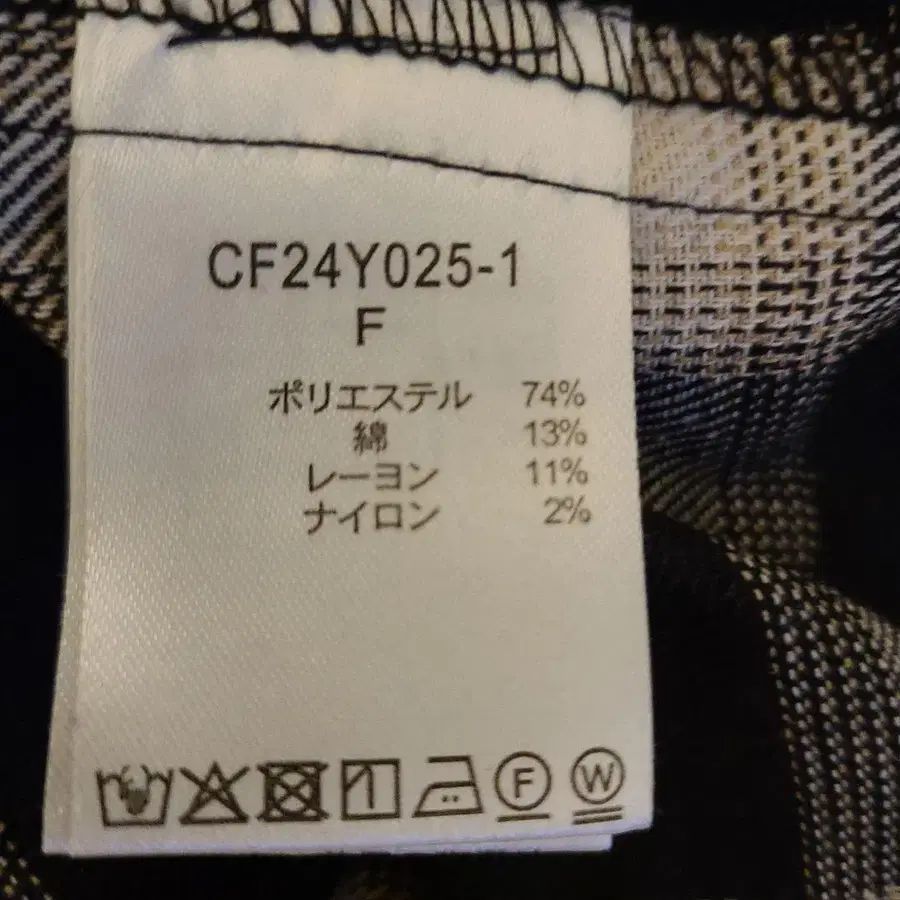 CF24Y025-1
F
ポリエステル 74%
綿 13%
レーヨン 11%
ナイロン 2%
F W